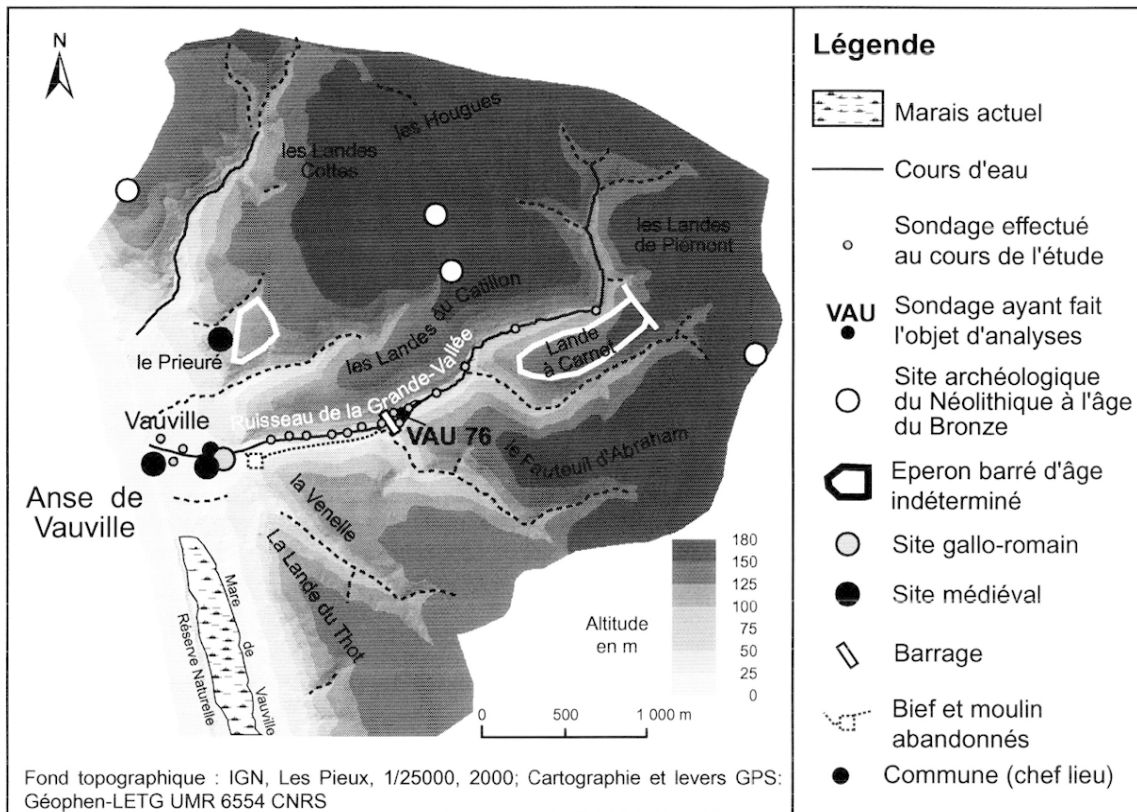 N
les Hougues
les Landes
Cottes
les Landes
de Piémont
les Landes du Catillon
Lande
à Carnet
le Prieuré
Ruisseau de la Grande-Vallée
Vauville
VAU 76
le Fauteuil d'Abraham
Anse de
Vauville
la Venelle
La Lande du Thot
Mare de Vauville
Réserve Naturelle
Altitude
en m
180
150
125
100
75
50
25
0
0 500 1 000 m
Fond topographique : IGN, Les Pieux, 1/25000, 2000; Cartographie et levers GPS:
Géophen-LETG UMR 6554 CNRS
Légende
Marais actuel
Cours d'eau
Sondage effectué
au cours de l'étude
VAU
Sondage ayant fait
l'objet d'analyses
Site archéologique
du Néolithique à l'âge
du Bronze
Eperon barré d'âge
indéterminé
Site gallo-romain
Site médiéval
Barrage
Bief et moulin
abandonnés
Commune (chef lieu)